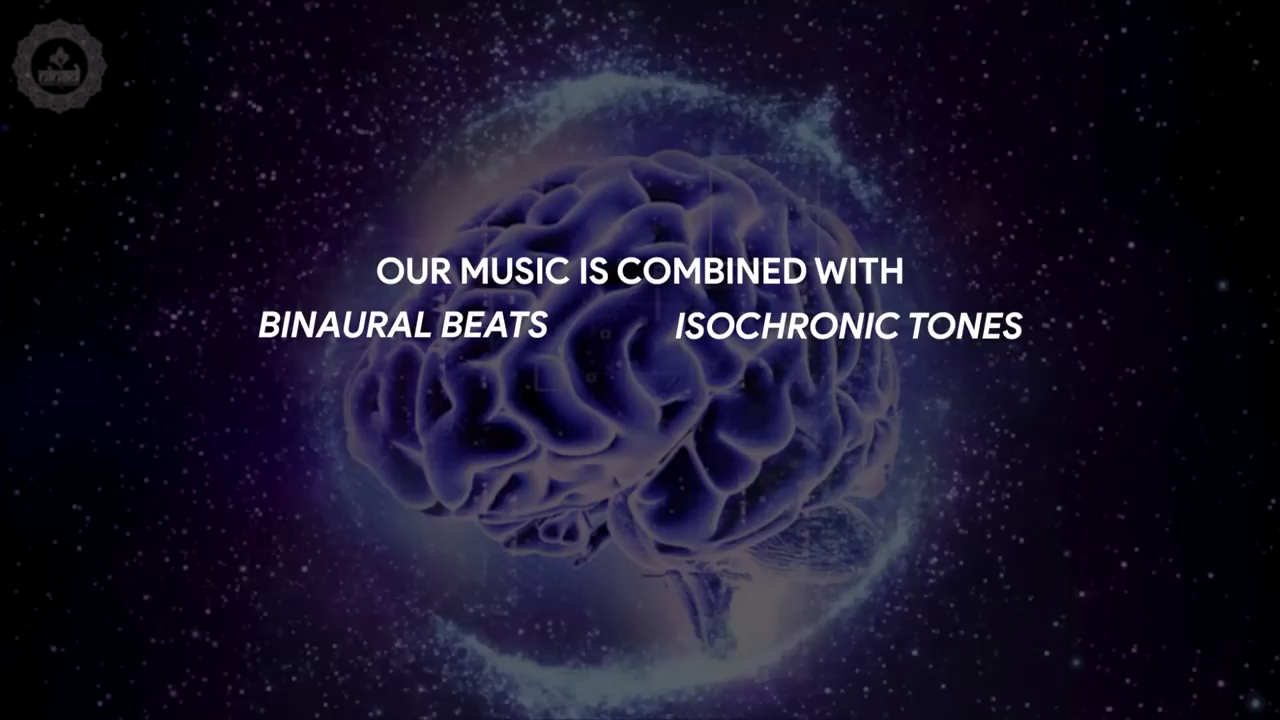 OUR MUSIC IS COMBINED WITH
BINAURAL BEATS ISOCHRONIC TONES